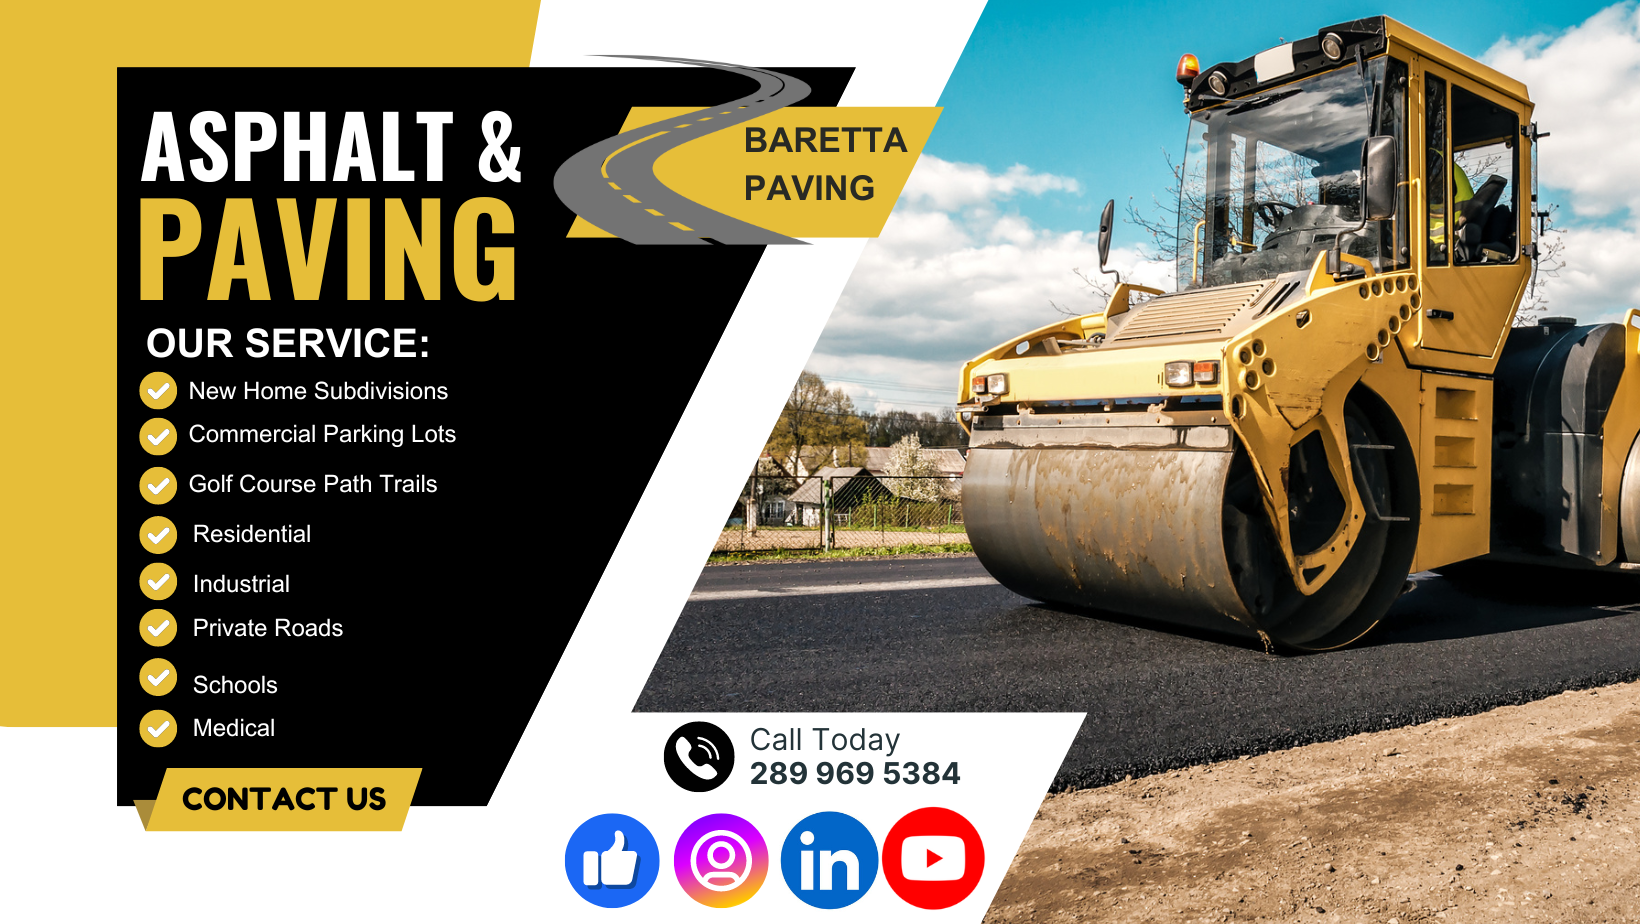 ASPHALT &
PAVING
BARETTA
PAVING
OUR SERVICE:
New Home Subdivisions
Commercial Parking Lots
Golf Course Path Trails
Residential
Industrial
Private Roads
Schools
Medical
CONTACT US
Call Today
289 969 5384
in